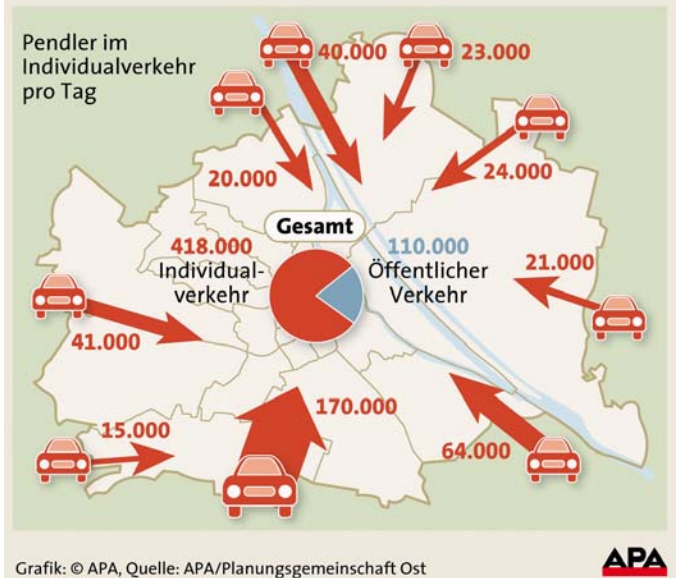 Pendler im
Individualverkehr
pro Tag
40.000
23.000
20.000
24.000
Gesamt
418.000
Individual-
verkehr
110.000
Öffentlicher
Verkehr
21.000
41.000
170.000
15.000
64.000
Grafik: © APA, Quelle: APA/Planungsgemeinschaft Ost
APA